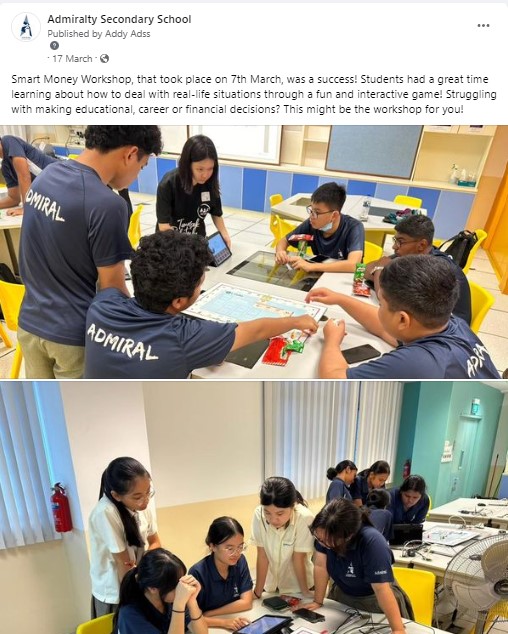 Admiralty Secondary School
Published by Addy Adss
· 17 March ·
Smart Money Workshop, that took place on 7th March, was a success! Students had a great time
learning about how to deal with real-life situations through a fun and interactive game! Struggling
with making educational, career or financial decisions? This might be the workshop for you!
ADMIRAL
ADMIRAL
ADMIRAL